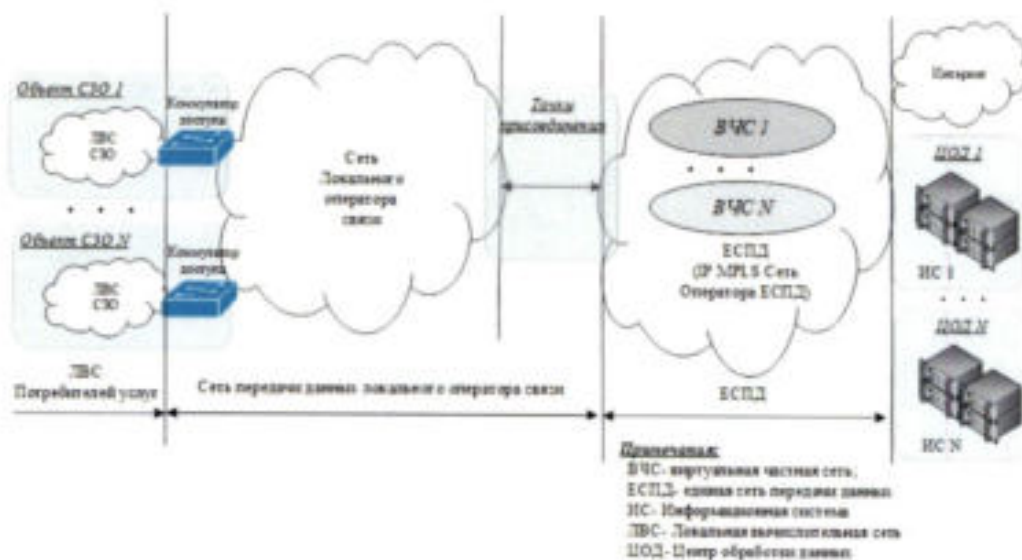 Объект СЗО 1
ЛВС
СЗО
Коммутатор
доступа
Объект СЗО N
ЛВС
СЗО
Коммутатор
доступа
Сеть
Локального
оператора
связи
Точки
присоединения
ВЧС 1
ВЧС N
ЕСПД
(IP MPLS Сеть
Оператора ЕСПД)
Интернет
ЦОД 1
ИС 1
ЦОД N
ИС N
ЛВС
Потребителей услуг
Сеть передачи данных локального оператора связи
ЕСПД
Примечания:
ВЧС- виртуальная частная сеть;
ЕСПД- единая сеть передачи данных
ИС- Информационная система
ЛВС- Локальная вычислительная сеть
ЦОД- Центр обработки данных